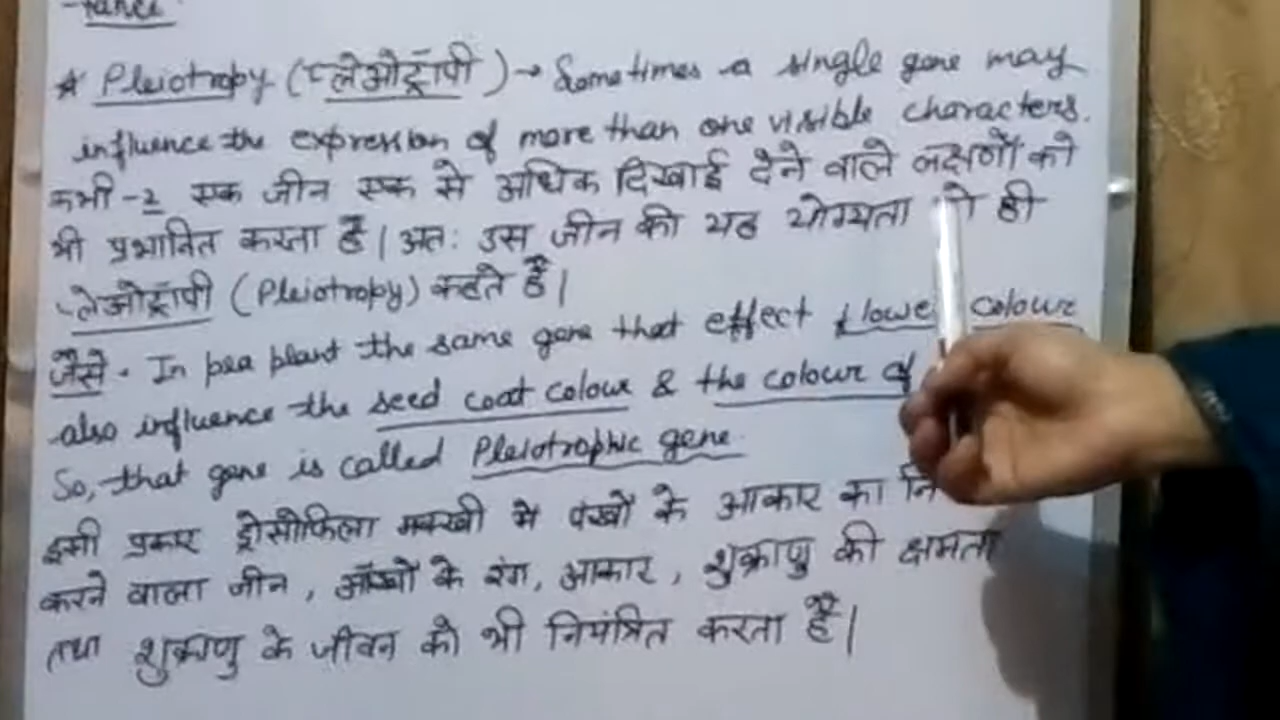 -tance
* Pleiotropy (प्लेओट्रॉपी) → Sometimes a single gene may
influence the expression of more than one visible characters.
कभी-2 एक जीन एक से अधिक दिखाई देने वाले लक्षणों को
भी प्रभावित करता है। अतः उस जीन की यह योग्यता को ही
प्लेओट्रॉपी (Pleiotropy) कहते हैं।
जैसे - In pea plant the same gene that effect flower colour
also influence the seed coat colour & the colour of
So, that gene is called Pleiotrophic gene.
इसी प्रकार ड्रोसोफिला मक्खी में पंखों के आकार का
करने वाला जीन, आँखों के रंग, आकार, शुक्राणु की क्षमता
तथा शुक्राणु के जीवन को भी नियंत्रित करता है।